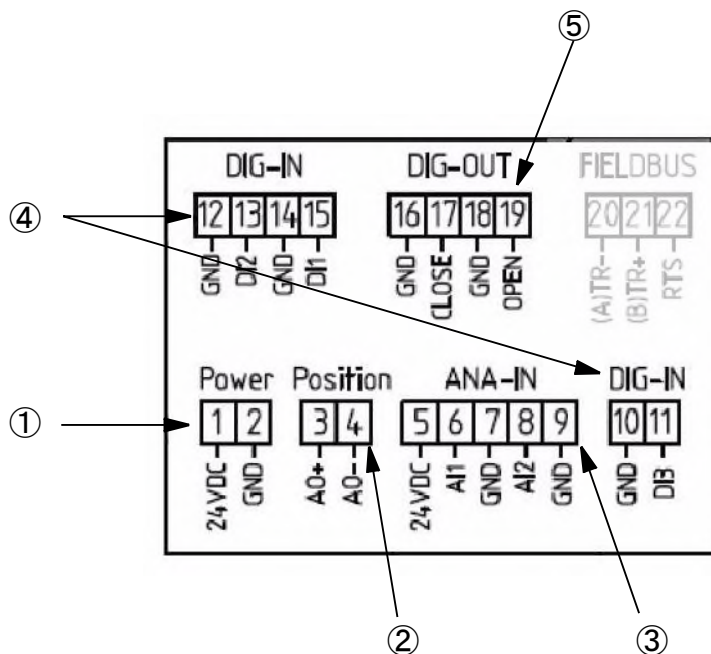 ⑤
DIG-IN DIG-OUT FIELDBUS
④
12 13 14 15 16 17 18 19 20 21 22
GND DI2 GND DI1 GND CLOSE GND OPEN (A)TR- (B)TR+ RTS
Power Position ANA-IN DIG-IN
①
1 2 3 4 5 6 7 8 9 10 11
24VDC GND AO+ AO- 24VDC AI1 GND AI2 GND GND DI3
② ③